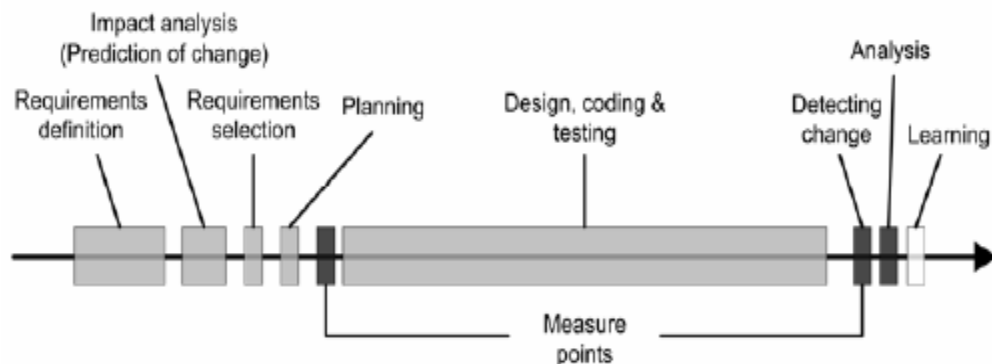 Impact analysis
(Prediction of change)
Analysis
Requirements
definition
Requirements
selection
Planning
Design, coding &
testing
Detecting
change
Learning
Measure
points